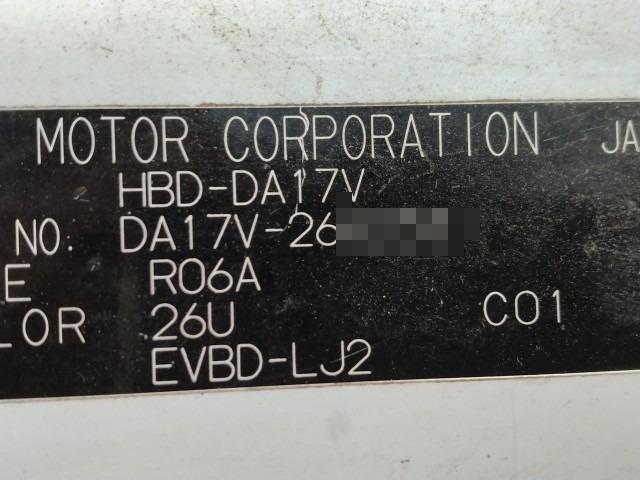 MOTOR CORPORATION JA
HBD-DA17V
NO. DA17V-26
E R06A
LOR 26U C01
EVBD-LJ2